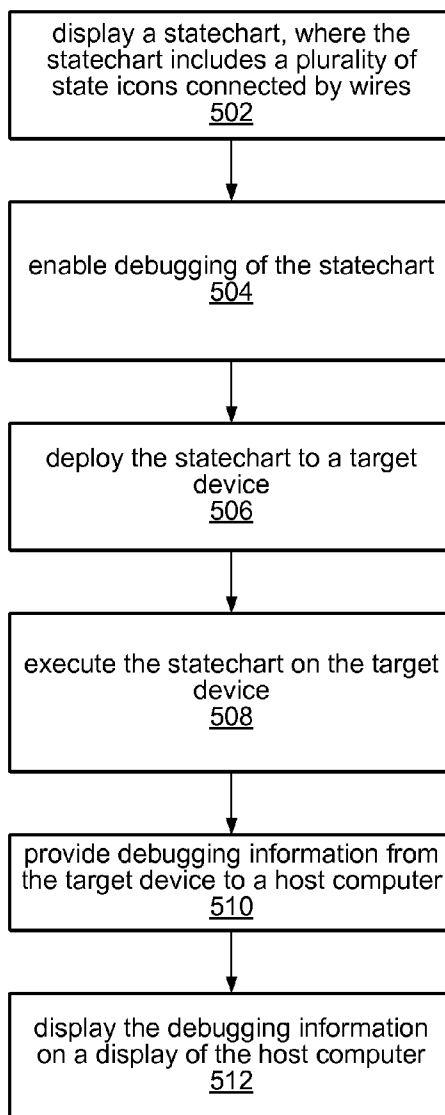 display a statechart, where the
statechart includes a plurality of
state icons connected by wires
502
enable debugging of the statechart
504
deploy the statechart to a target
device
506
execute the statechart on the target
device
508
provide debugging information from
the target device to a host computer
510
display the debugging information
on a display of the host computer
512